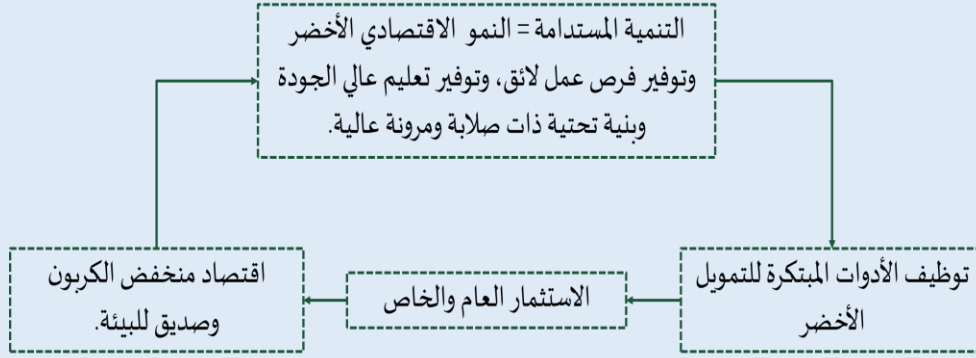 التنمية المستدامة = النمو الاقتصادي الأخضر
وتوفير فرص عمل لائق، وتوفير تعليم عالي الجودة
وبنية تحتية ذات صلابة ومرونة عالية.
توظيف الأدوات المبتكرة للتمويل
الأخضر
الاستثمار العام والخاص
اقتصاد منخفض الكربون
وصديق للبيئة.